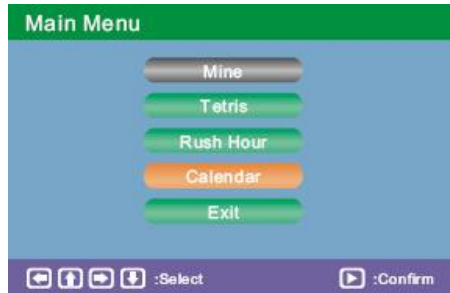 Main Menu
Mine
Tetris
Rush Hour
Calendar
Exit
:Select :Confirm